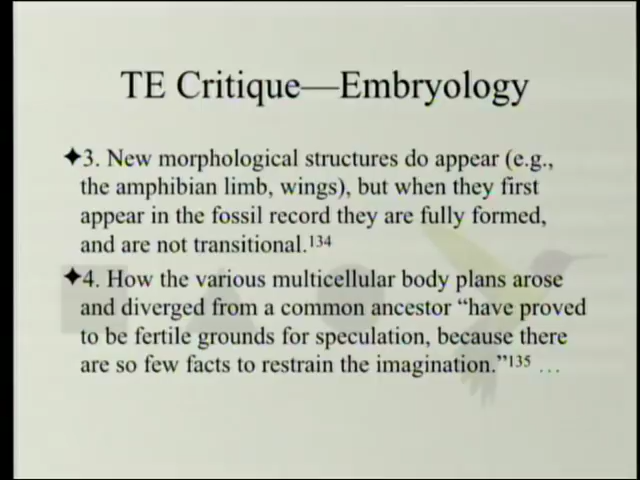 TE Critique—Embryology
✦3. New morphological structures do appear (e.g.,
the amphibian limb, wings), but when they first
appear in the fossil record they are fully formed,
and are not transitional.134
✦4. How the various multicellular body plans arose
and diverged from a common ancestor “have proved
to be fertile grounds for speculation, because there
are so few facts to restrain the imagination.”135 …